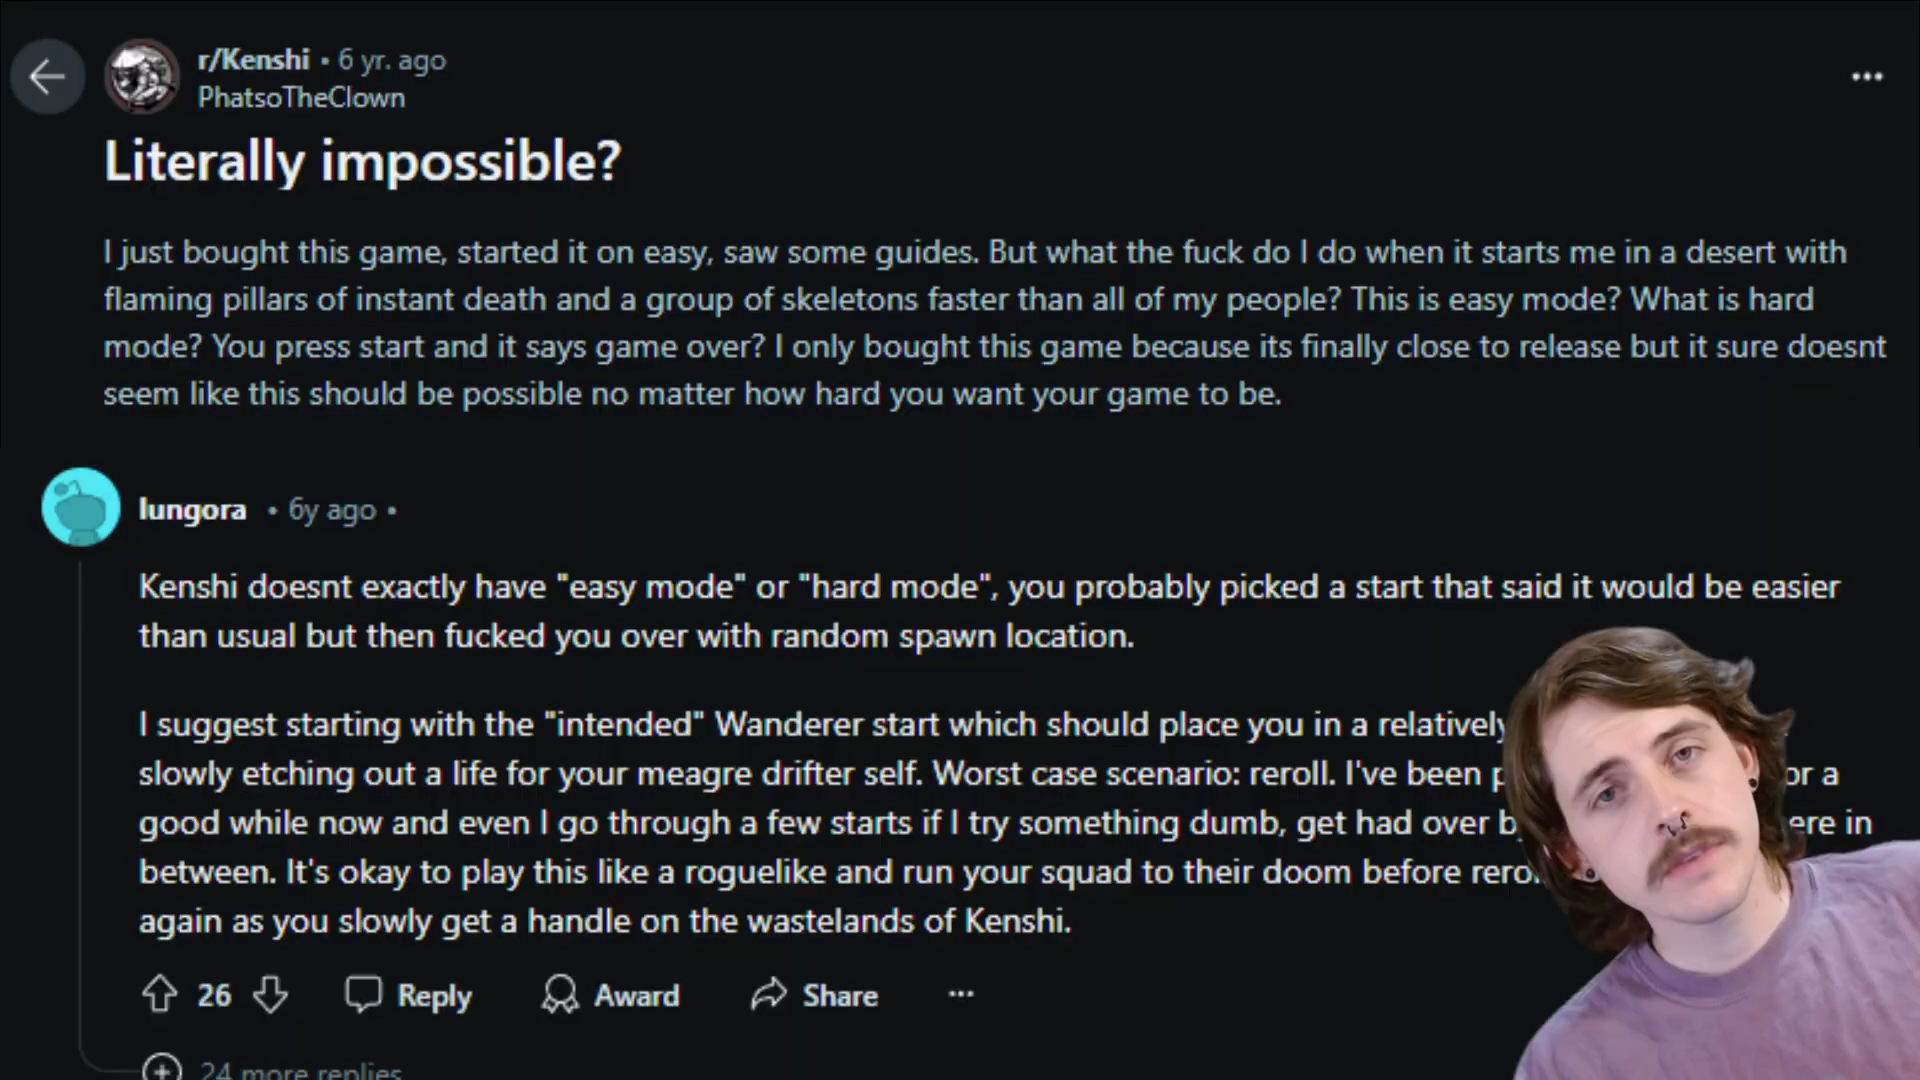 r/Kenshi • 6 yr. ago
PhatsoTheClown
Literally impossible?
I just bought this game, started it on easy, saw some guides. But what the fuck do I do when it starts me in a desert with
flaming pillars of instant death and a group of skeletons faster than all of my people? This is easy mode? What is hard
mode? You press start and it says game over? I only bought this game because its finally close to release but it sure doesnt
seem like this should be possible no matter how hard you want your game to be.
lungora • 6y ago •
Kenshi doesnt exactly have "easy mode" or "hard mode", you probably picked a start that said it would be easier
than usual but then fucked you over with random spawn location.
I suggest starting with the "intended" Wanderer start which should place you in a relatively
slowly etching out a life for your meagre drifter self. Worst case scenario: reroll. I've been or a
good while now and even I go through a few starts if I try something dumb, get had over in
between. It's okay to play this like a roguelike and run your squad to their doom before
again as you slowly get a handle on the wastelands of Kenshi.
26 Reply Award Share
24 more replies